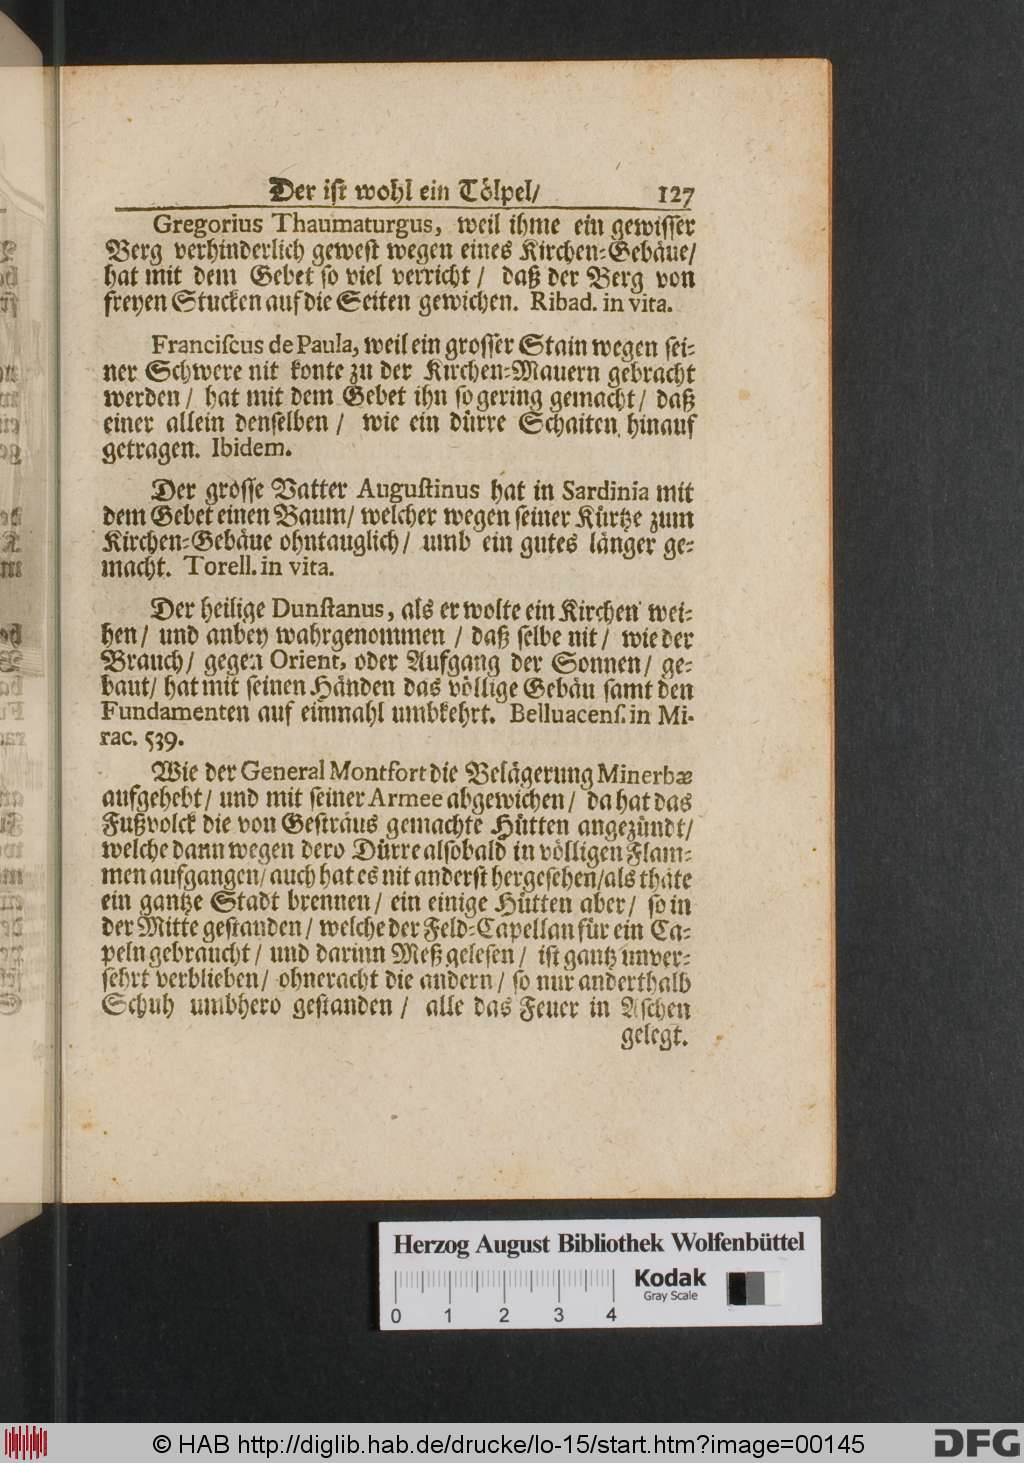 Der ist wohl ein Tölpel/ 127
Gregorius Thaumaturgus, weil ihme ein gewisser
Berg verhinderlich gewest wegen eines Kirchen-Gebäue/
hat mit dem Gebet so viel verricht / daß der Berg von
freyen Stucken auf die Seiten gewichen. Ribad. in vita.
Franciscus de Paula, weil ein grosser Stain wegen sei-
ner Schwere nit konte zu der Kirchen-Mauern gebracht
werden / hat mit dem Gebet ihn so gering gemacht / daß
einer allein denselben / wie ein dürre Schaiten hinauf
getragen. Ibidem.
Der grosse Vatter Augustinus hat in Sardinia mit
dem Gebet einen Baum/ welcher wegen seiner Kürtze zum
Kirchen-Gebäue ohntauglich/ umb ein gutes länger ge-
macht. Torell. in vita.
Der heilige Dunstanus, als er wolte ein Kirchen wei-
hen / und anbey wahrgenommen / daß selbe nit / wie der
Brauch/ gegen Orient, oder Aufgang der Sonnen / ge-
baut/ hat mit seinen Händen das völlige Gebäu samt den
Fundamenten auf einmahl umbkehrt. Belluacens. in Mi-
rac. 539.
Wie der General Montfort die Belägerung Minerbæ
aufgehebt / und mit seiner Armee abgewichen / da hat das
Fußvolck die von Gesträus gemachte Hütten angezündt/
welche dann wegen dero Dürre alsobald in völligen Flam-
men aufgangen/ auch hat es nit anderst hergesehen/als thäte
ein gantze Stadt brennen / ein einige Hütten aber / so in
der Mitte gestanden / welche der Feld-Capellan für ein Ca-
peln gebraucht / und darinn Meß gelesen / ist gantz unver-
sehrt verblieben / ohneracht die andern / so nur anderthalb
Schuh umbhero gestanden / alle das Feuer in Aschen
gelegt.
Herzog August Bibliothek Wolfenbüttel
Kodak
Gray Scale
0 1 2 3 4
© HAB http://diglib.hab.de/drucke/lo-15/start.htm?image=00145
DFG